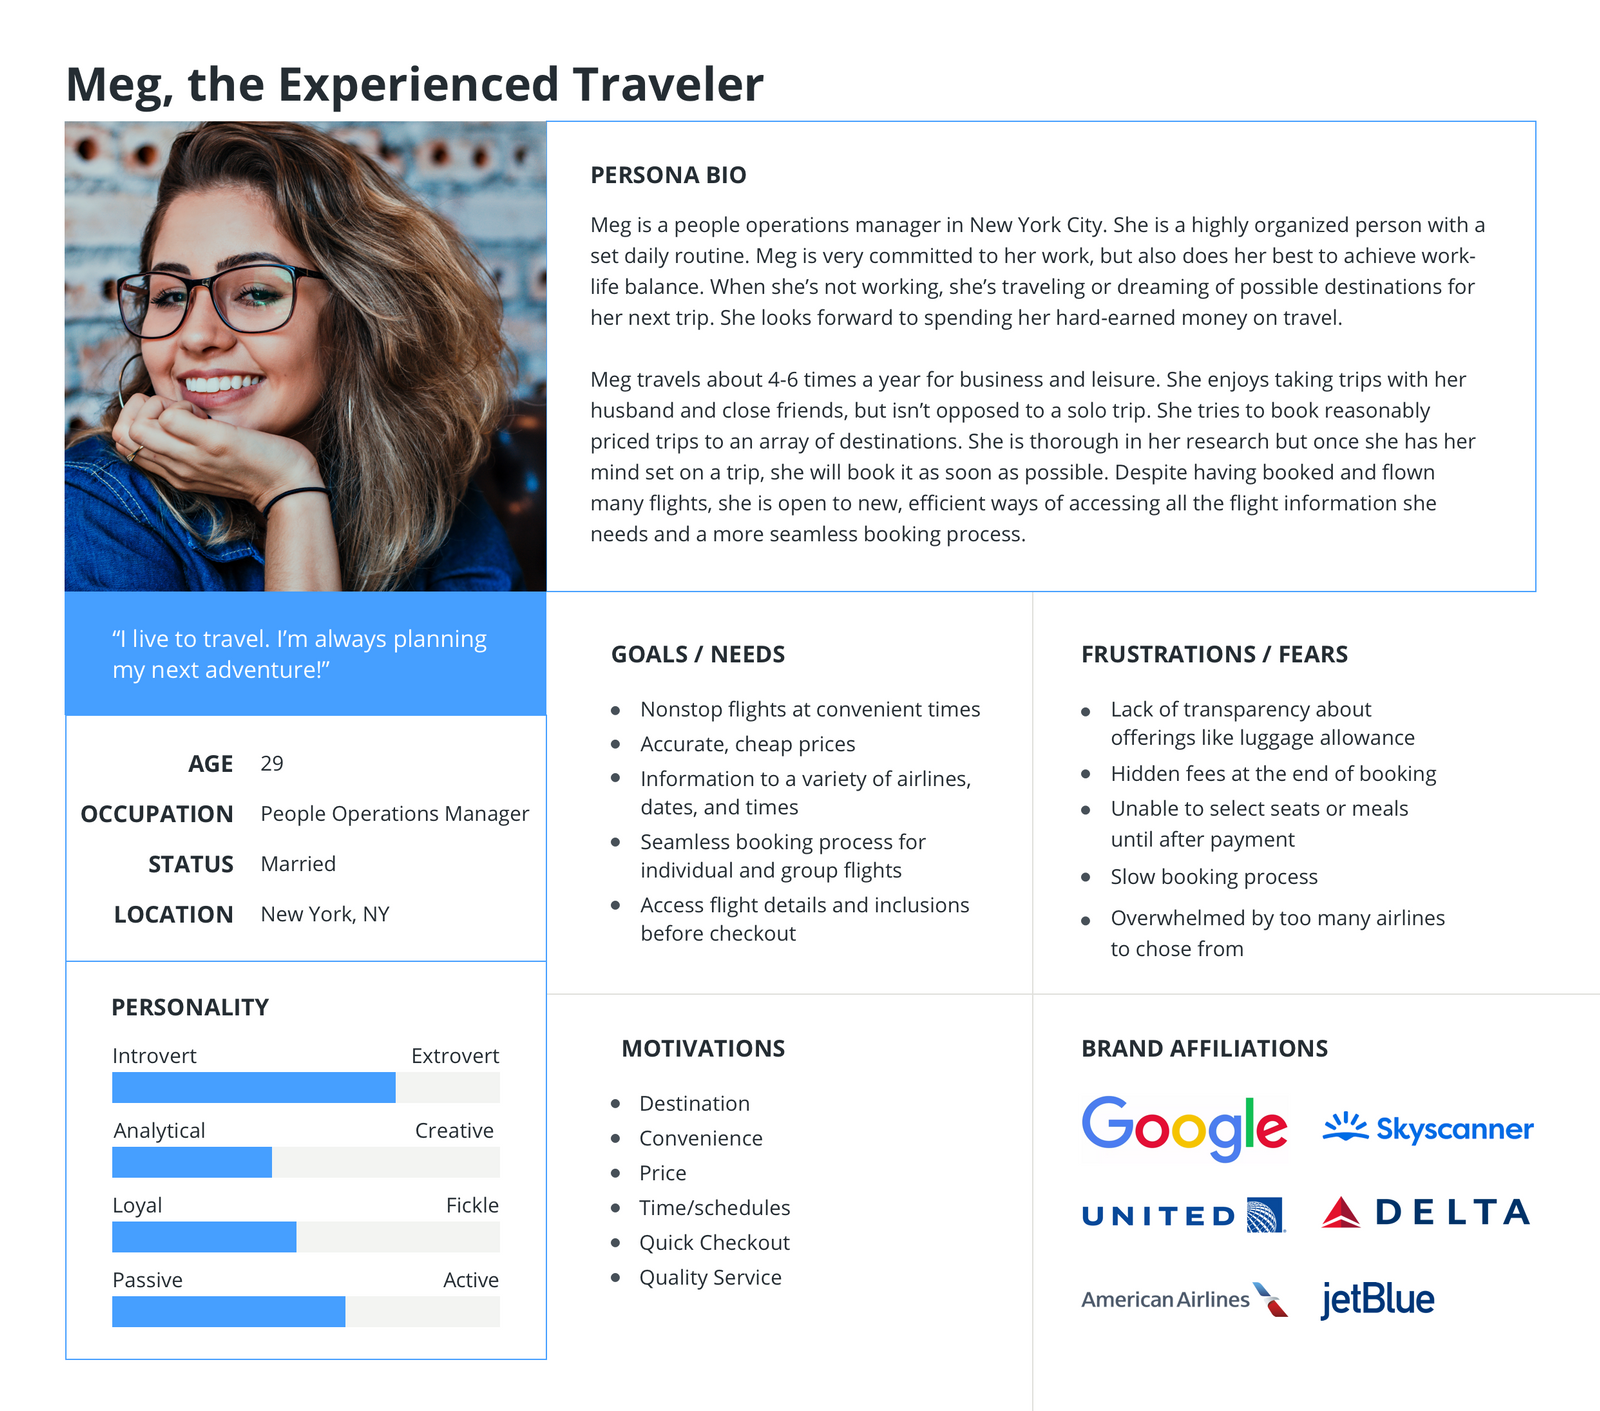 Meg, the Experienced Traveler
PERSONA BIO
Meg is a people operations manager in New York City. She is a highly organized person with a
set daily routine. Meg is very committed to her work, but also does her best to achieve work-
life balance. When she’s not working, she’s traveling or dreaming of possible destinations for
her next trip. She looks forward to spending her hard-earned money on travel.
Meg travels about 4-6 times a year for business and leisure. She enjoys taking trips with her
husband and close friends, but isn’t opposed to a solo trip. She tries to book reasonably
priced trips to an array of destinations. She is thorough in her research but once she has her
mind set on a trip, she will book it as soon as possible. Despite having booked and flown
many flights, she is open to new, efficient ways of accessing all the flight information she
needs and a more seamless booking process.
“I live to travel. I’m always planning
my next adventure!”
AGE 29
OCCUPATION People Operations Manager
STATUS Married
LOCATION New York, NY
PERSONALITY
Introvert Extrovert
Analytical Creative
Loyal Fickle
Passive Active
GOALS / NEEDS
Nonstop flights at convenient times
Accurate, cheap prices
Information to a variety of airlines,
dates, and times
Seamless booking process for
individual and group flights
Access flight details and inclusions
before checkout
FRUSTRATIONS / FEARS
Lack of transparency about
offerings like luggage allowance
Hidden fees at the end of booking
Unable to select seats or meals
until after payment
Slow booking process
Overwhelmed by too many airlines
to chose from
MOTIVATIONS
Destination
Convenience
Price
Time/schedules
Quick Checkout
Quality Service
BRAND AFFILIATIONS
Google Skyscanner
UNITED DELTA
American Airlines jetBlue